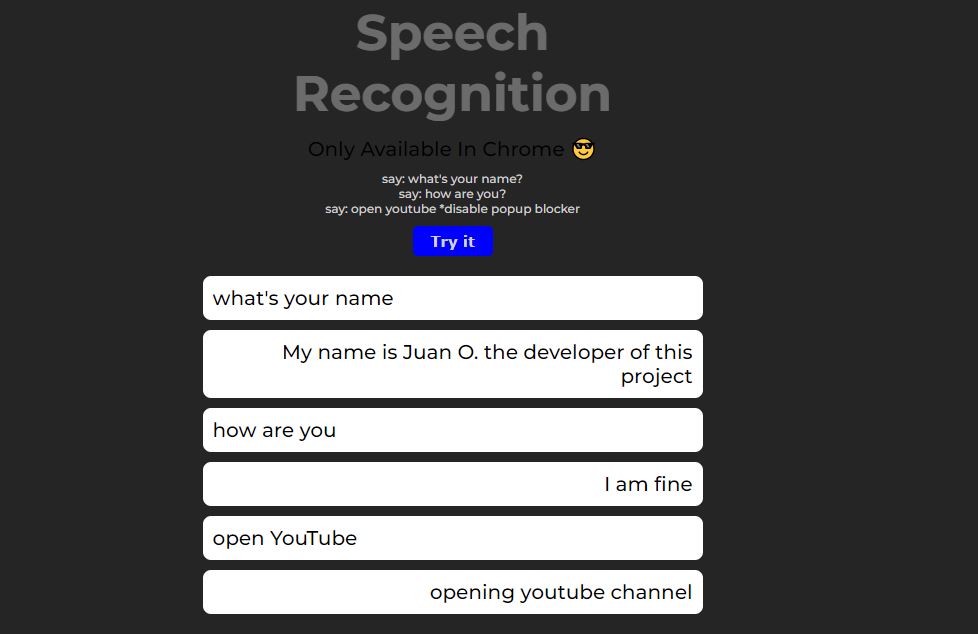 Speech
Recognition
Only Available In Chrome 😎
say: what's your name?
say: how are you?
say: open youtube *disable popup blocker
Try it
what's your name
My name is Juan O. the developer of this
project
how are you
I am fine
open YouTube
opening youtube channel